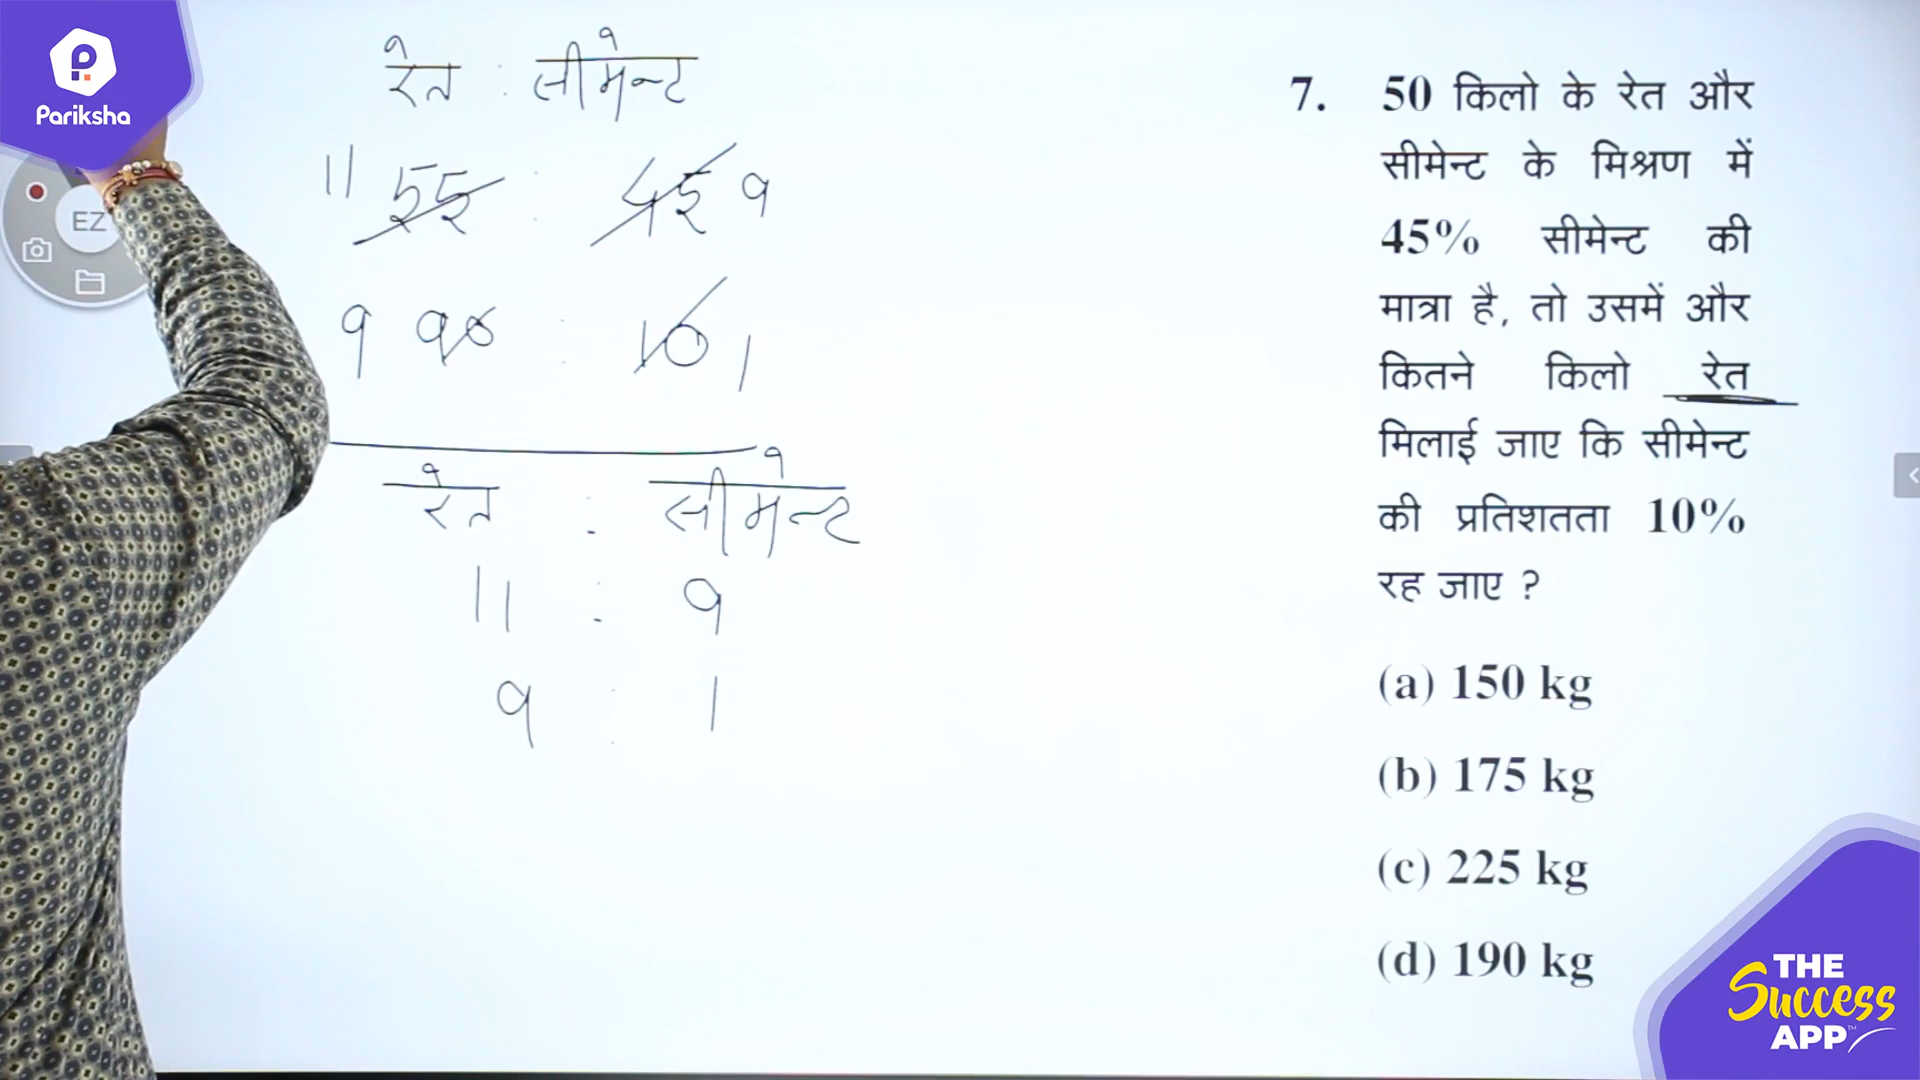 Pariksha
EZ
रेत : सीमेन्ट
11 55 : 45 9
9 90 : 10 1
रेत : सीमेन्ट
11 : 9
9 : 1
7. 50 किलो के रेत और
सीमेन्ट के मिश्रण में
45% सीमेन्ट की
मात्रा है, तो उसमें और
कितने किलो रेत
मिलाई जाए कि सीमेन्ट
की प्रतिशतता 10%
रह जाए ?
(a) 150 kg
(b) 175 kg
(c) 225 kg
(d) 190 kg
THE
Success
APP™